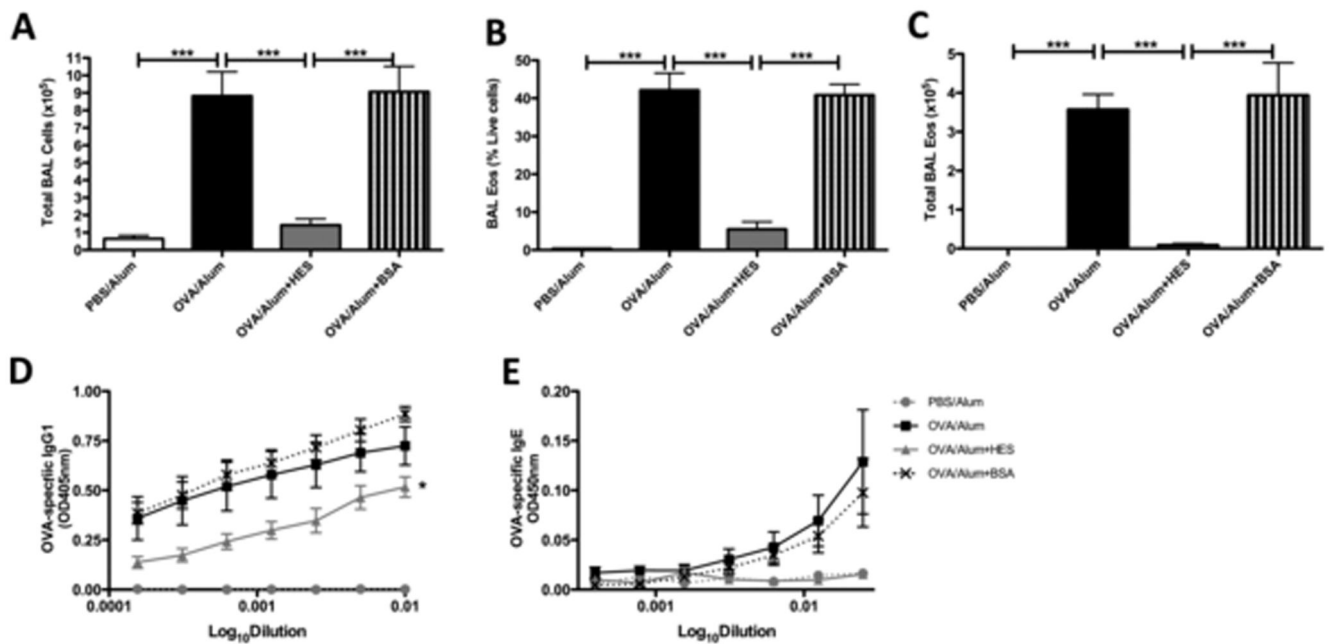 A
Total BAL Cells (x10⁵)
11
10
9
8
7
6
5
4
3
2
1
0
***
***
***
PBS/Alum
OVA/Alum
OVA/Alum+HES
OVA/Alum+BSA
B
BAL Eos (% Live cells)
50
40
30
20
10
0
***
***
***
PBS/Alum
OVA/Alum
OVA/Alum+HES
OVA/Alum+BSA
C
Total BAL Eos (x10⁵)
5
4
3
2
1
0
***
***
***
PBS/Alum
OVA/Alum
OVA/Alum+HES
OVA/Alum+BSA
D
OVA-specific IgG1
(OD405nm)
1.00
0.75
0.50
0.25
0.00
*
0.0001
0.001
0.01
Log₁₀Dilution
E
OVA-specific IgE
OD450nm
0.20
0.15
0.10
0.05
0.00
0.001
0.01
Log₁₀Dilution
PBS/Alum
OVA/Alum
OVA/Alum+HES
OVA/Alum+BSA